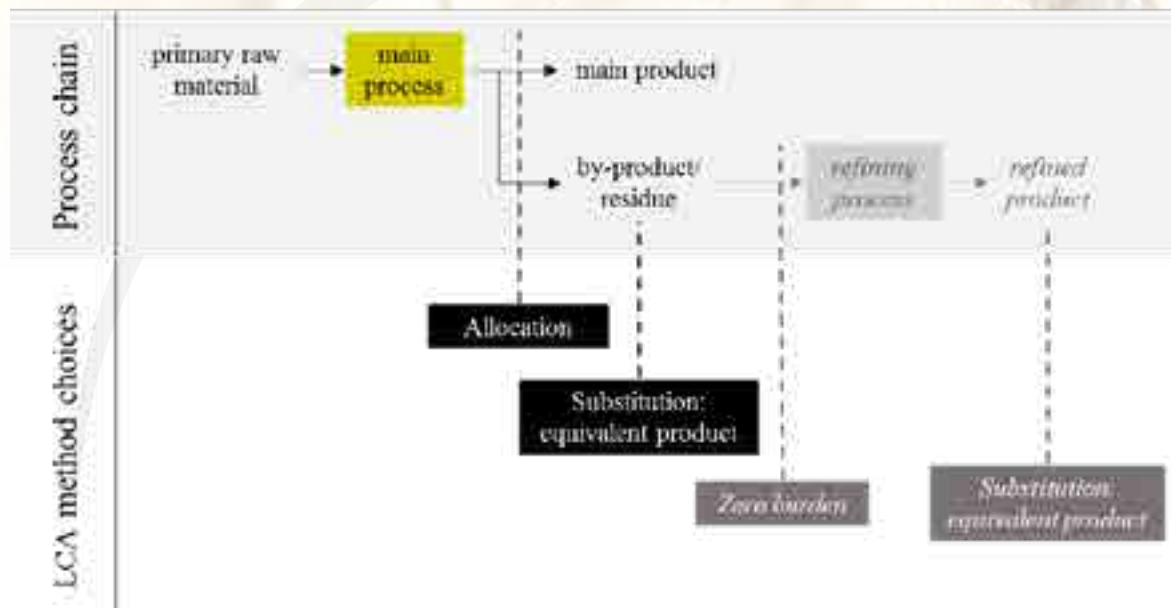 Process chain
primary raw
material
main
process
main product
by-product/
residue
refining
process
refined
product
LCA method choices
Allocation
Substitution:
equivalent product
Zero burden
Substitution:
equivalent product